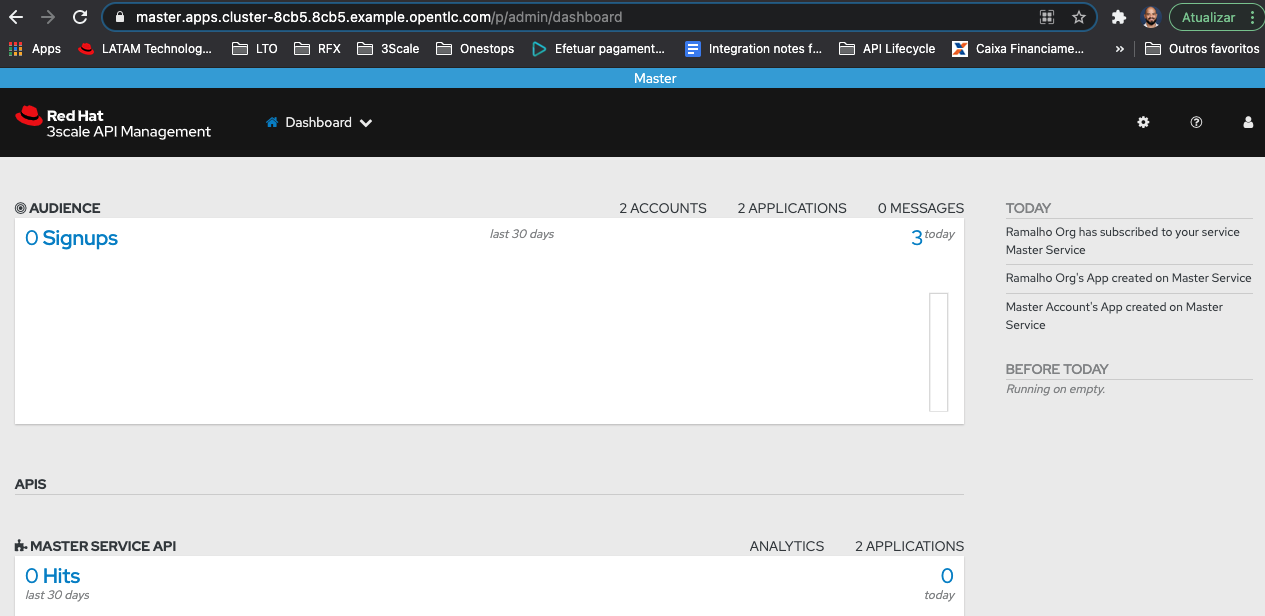 master.apps.cluster-8cb5.8cb5.example.opentlc.com/p/admin/dashboard
Atualizar
Apps
LATAM Technolog...
LTO
RFX
3Scale
Onestops
Efetuar pagament...
Integration notes f...
API Lifecycle
Caixa Financiame...
»
Outros favoritos
Master
Red Hat
3scale API Management
Dashboard
AUDIENCE
2 ACCOUNTS
2 APPLICATIONS
0 MESSAGES
0 Signups
last 30 days
3 today
TODAY
Ramalho Org has subscribed to your service
Master Service
Ramalho Org's App created on Master Service
Master Account's App created on Master
Service
BEFORE TODAY
Running on empty.
APIS
MASTER SERVICE API
ANALYTICS
2 APPLICATIONS
0 Hits
last 30 days
0
today